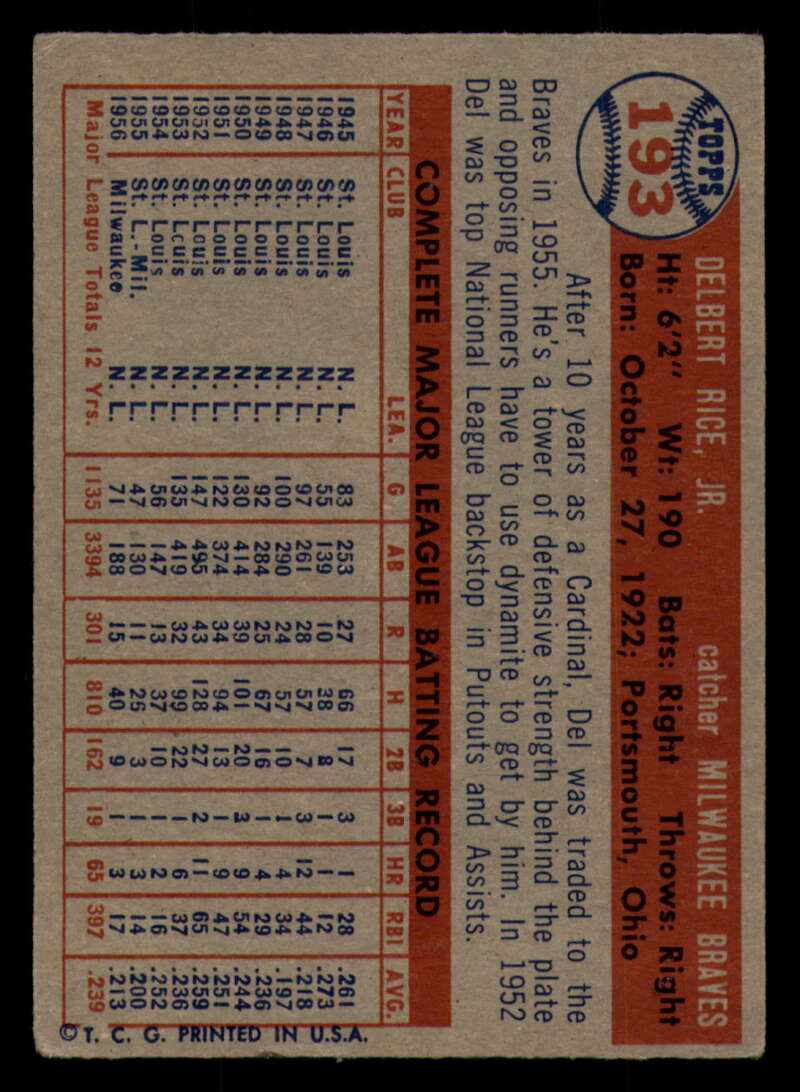 TOPPS
193
DELBERT RICE, JR. catcher MILWAUKEE BRAVES
Ht: 6'2" Wt: 190 Bats: Right Throws: Right
Born: October 27, 1922; Portsmouth, Ohio
After 10 years as a Cardinal, Del was traded to the
Braves in 1955. He's a tower of defensive strength behind the plate
and opposing runners have to use dynamite to get by him. In 1952
Del was top National League backstop in Putouts and Assists.
COMPLETE MAJOR LEAGUE BATTING RECORD
YEAR CLUB LEA. G AB R H 2B 3B HR RBI AVG.
1945 St. Louis N. L. 83 253 27 66 17 3 1 28 .261
1946 St. Louis N. L. 55 139 10 38 8 1 1 12 .273
1947 St. Louis N. L. 97 261 28 57 7 3 12 44 .218
1948 St. Louis N. L. 100 290 24 57 10 1 4 34 .197
1949 St. Louis N. L. 92 284 25 67 16 1 4 29 .236
1950 St. Louis N. L. 130 414 39 101 20 3 9 54 .244
1951 St. Louis N. L. 122 374 34 94 13 1 9 47 .251
1952 St. Louis N. L. 147 495 43 128 27 2 11 65 .259
1953 St. Louis N. L. 135 419 32 99 22 1 6 37 .236
1954 St. Louis N. L. 56 147 13 37 10 1 2 16 .252
1955 St. L.-Mil. N. L. 47 130 11 26 3 1 3 14 .200
1956 Milwaukee N. L. 71 188 15 40 9 1 3 17 .213
Major League Totals 12 Yrs. 1135 3394 301 810 162 19 65 397 .239
© T. C. G. PRINTED IN U.S.A.